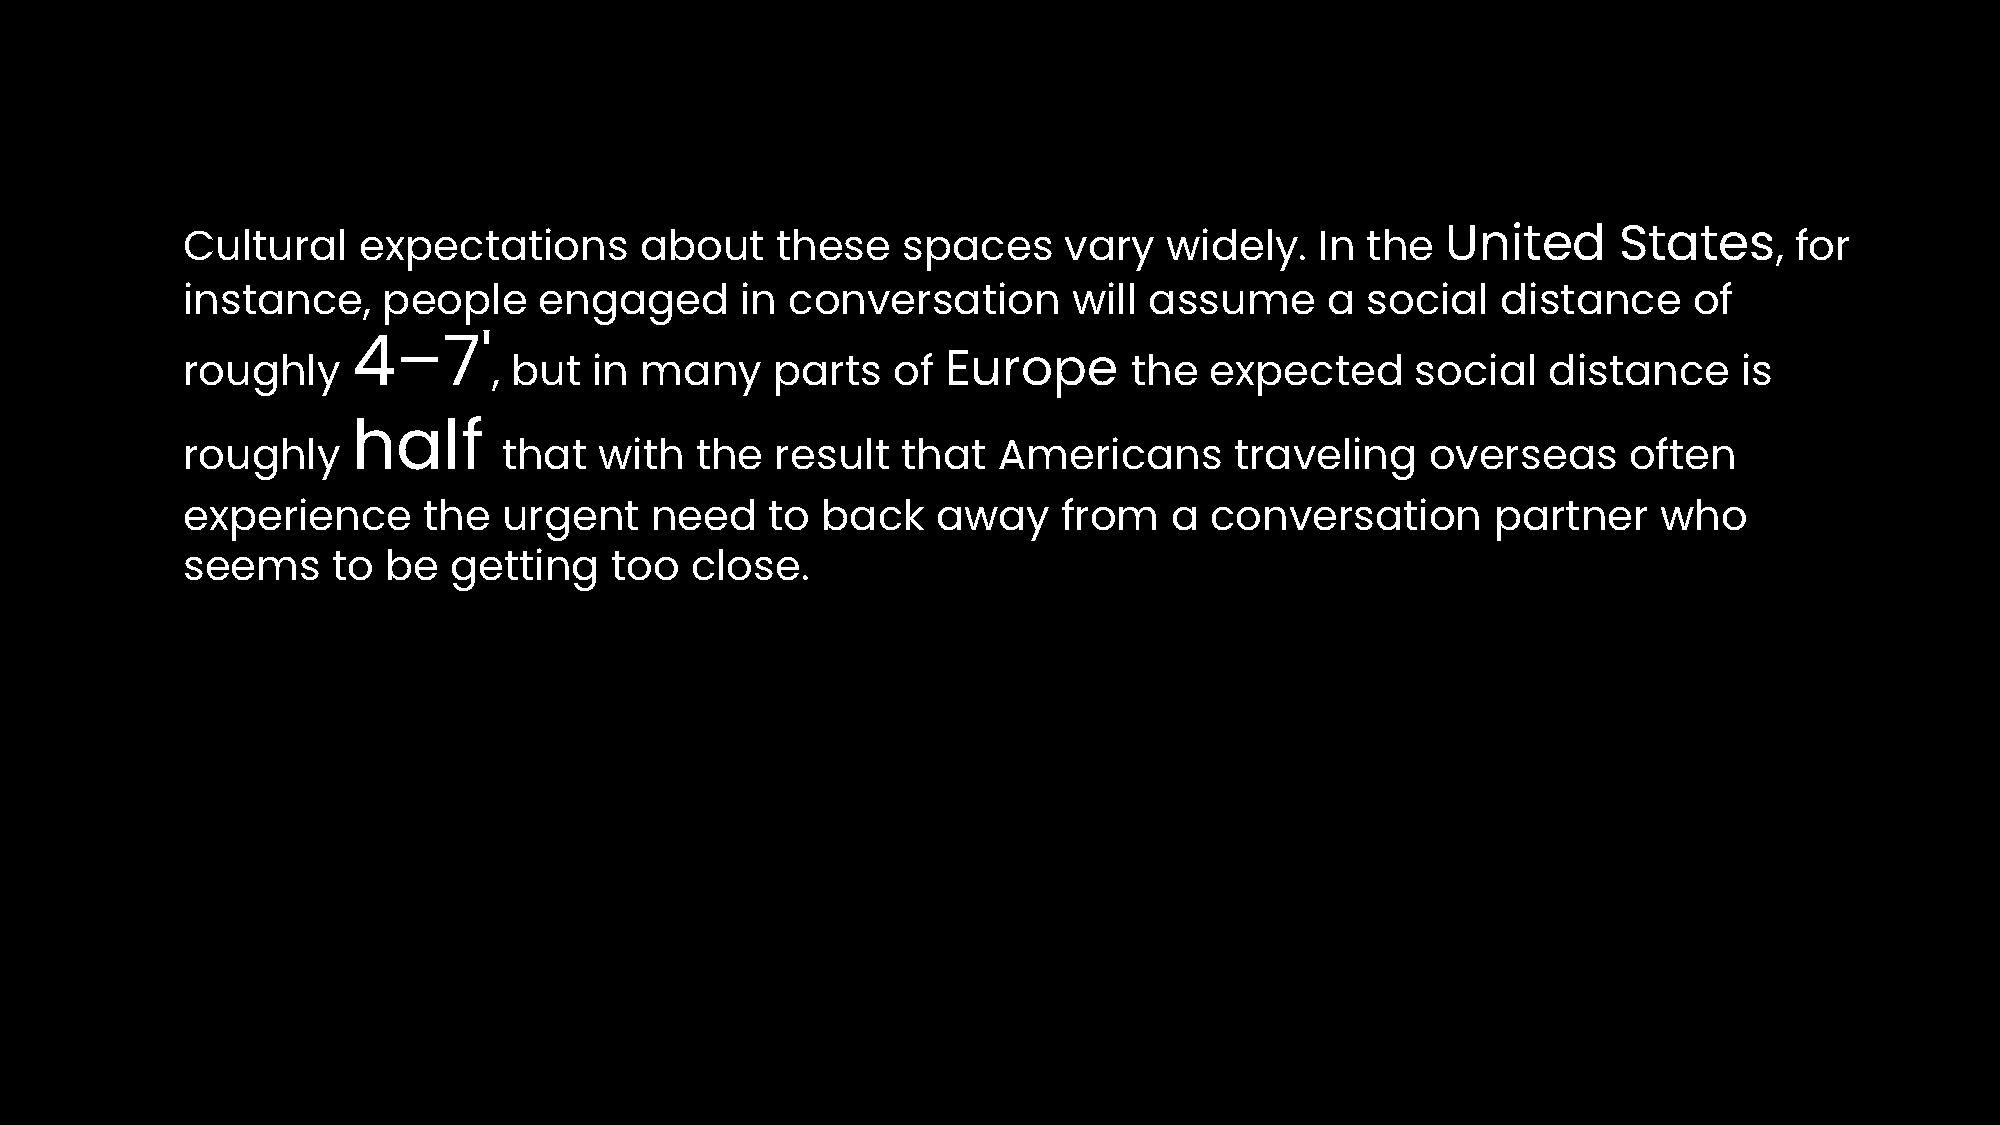 Cultural expectations about these spaces vary widely. In the United States, for
instance, people engaged in conversation will assume a social distance of
roughly 4–7', but in many parts of Europe the expected social distance is
roughly half that with the result that Americans traveling overseas often
experience the urgent need to back away from a conversation partner who
seems to be getting too close.